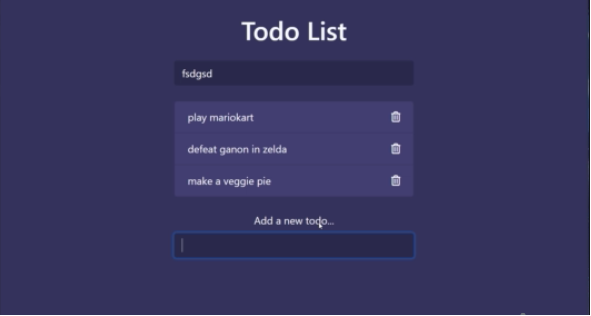 Todo List
fsdgsd
play mariokart
defeat ganon in zelda
make a veggie pie
Add a new todo...